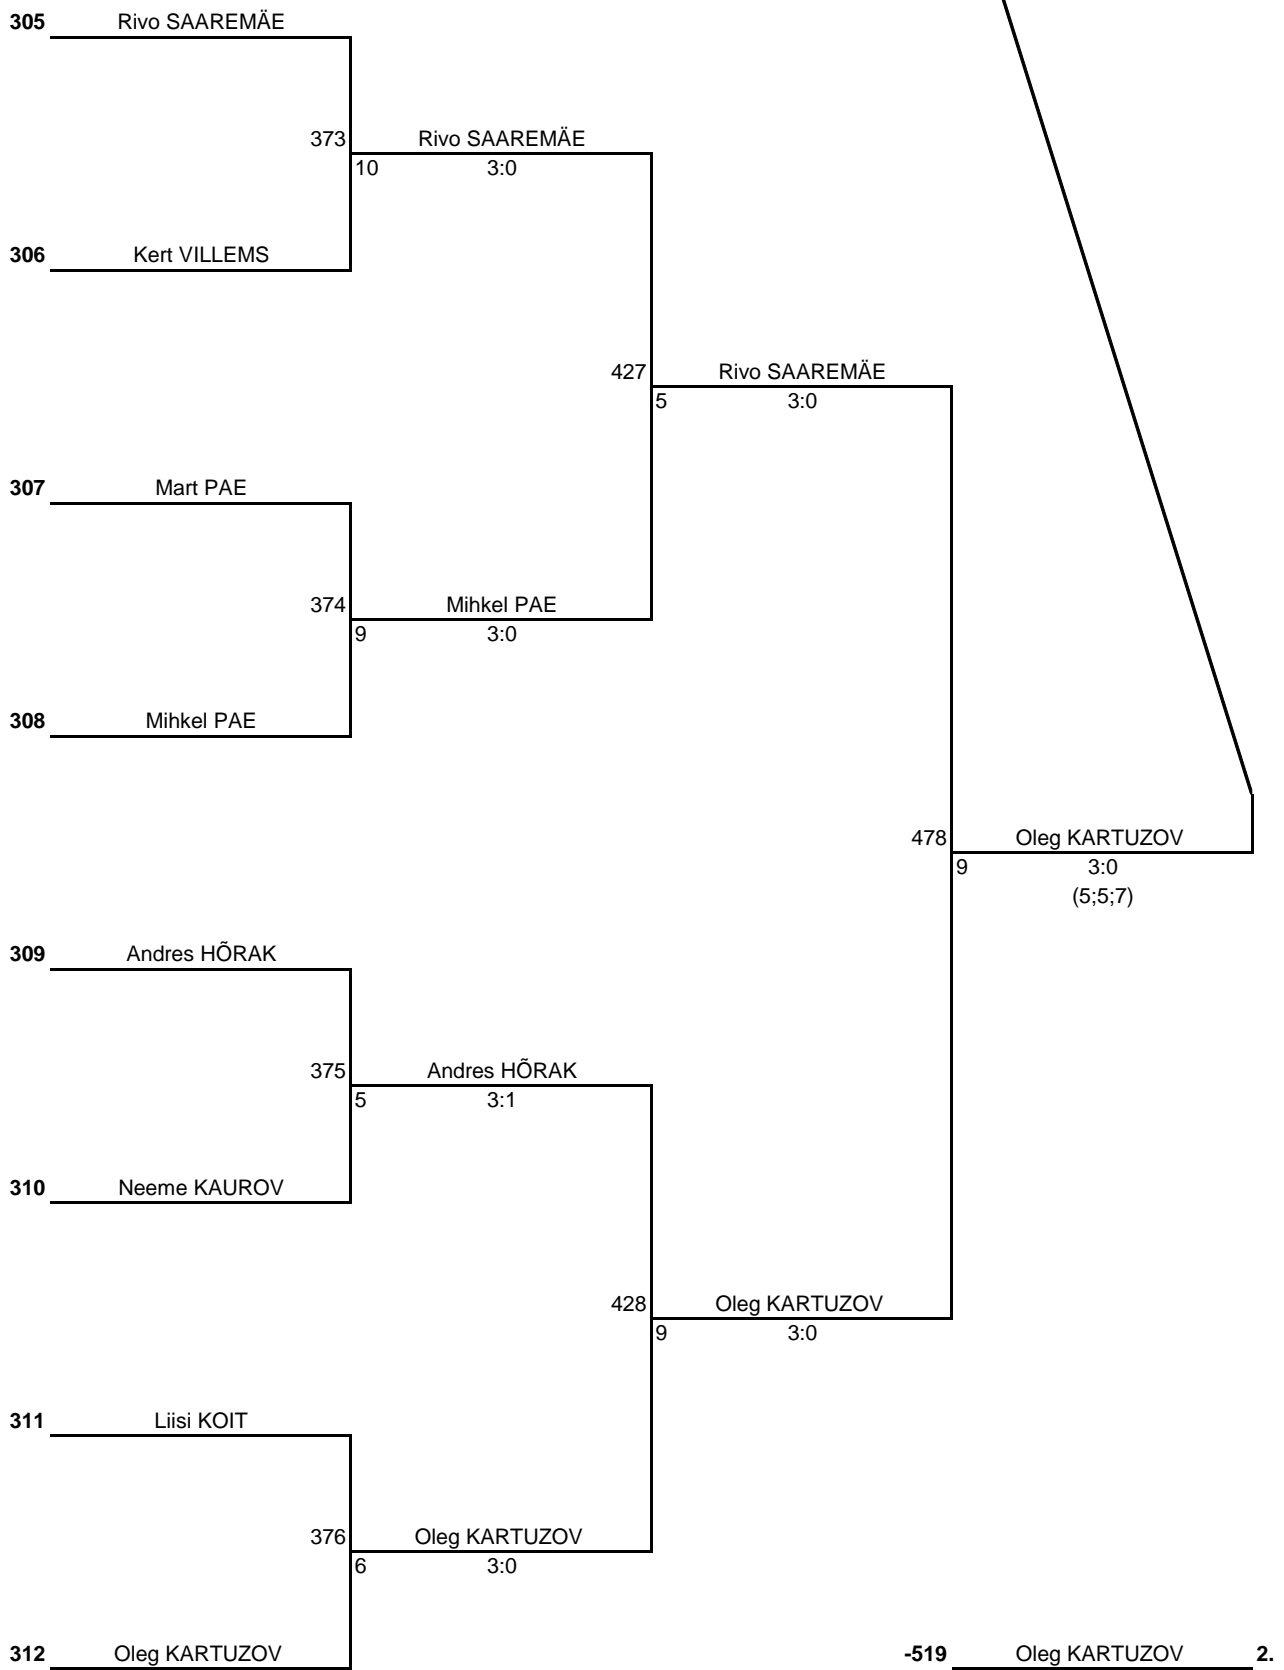 305 Rivo SAAREMÄE
373 Rivo SAAREMÄE
10 3:0
306 Kert VILLEMS
427 Rivo SAAREMÄE
5 3:0
307 Mart PAE
374 Mihkel PAE
9 3:0
308 Mihkel PAE
478 Oleg KARTUZOV
9 3:0
(5;5;7)
309 Andres HÕRAK
375 Andres HÕRAK
5 3:1
310 Neeme KAUROV
428 Oleg KARTUZOV
9 3:0
311 Liisi KOIT
376 Oleg KARTUZOV
6 3:0
312 Oleg KARTUZOV -519 Oleg KARTUZOV 2.